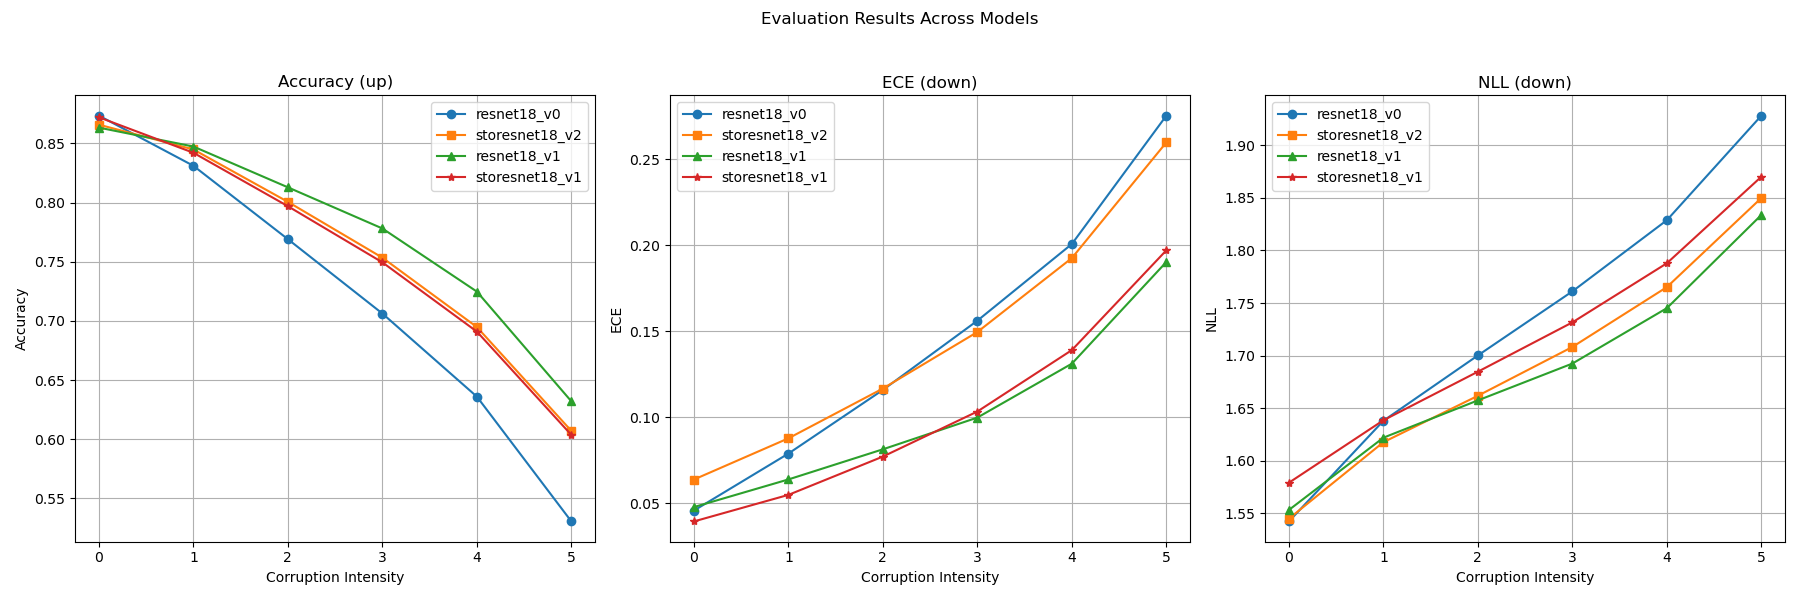 Evaluation Results Across Models
Accuracy (up)
Accuracy
0.85
0.80
0.75
0.70
0.65
0.60
0.55
resnet18_v0
storesnet18_v2
resnet18_v1
storesnet18_v1
0 1 2 3 4 5
Corruption Intensity
ECE (down)
ECE
0.25
0.20
0.15
0.10
0.05
resnet18_v0
storesnet18_v2
resnet18_v1
storesnet18_v1
0 1 2 3 4 5
Corruption Intensity
NLL (down)
NLL
1.90
1.85
1.80
1.75
1.70
1.65
1.60
1.55
resnet18_v0
storesnet18_v2
resnet18_v1
storesnet18_v1
0 1 2 3 4 5
Corruption Intensity